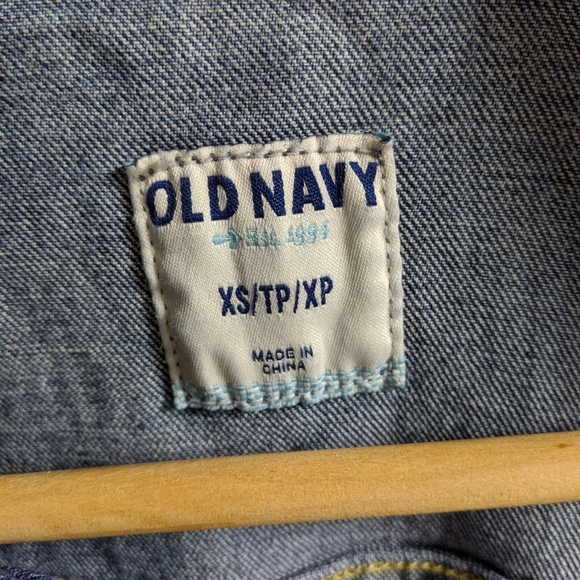 OLD NAVY
Est. 1994
XS/TP/XP
MADE IN
CHINA